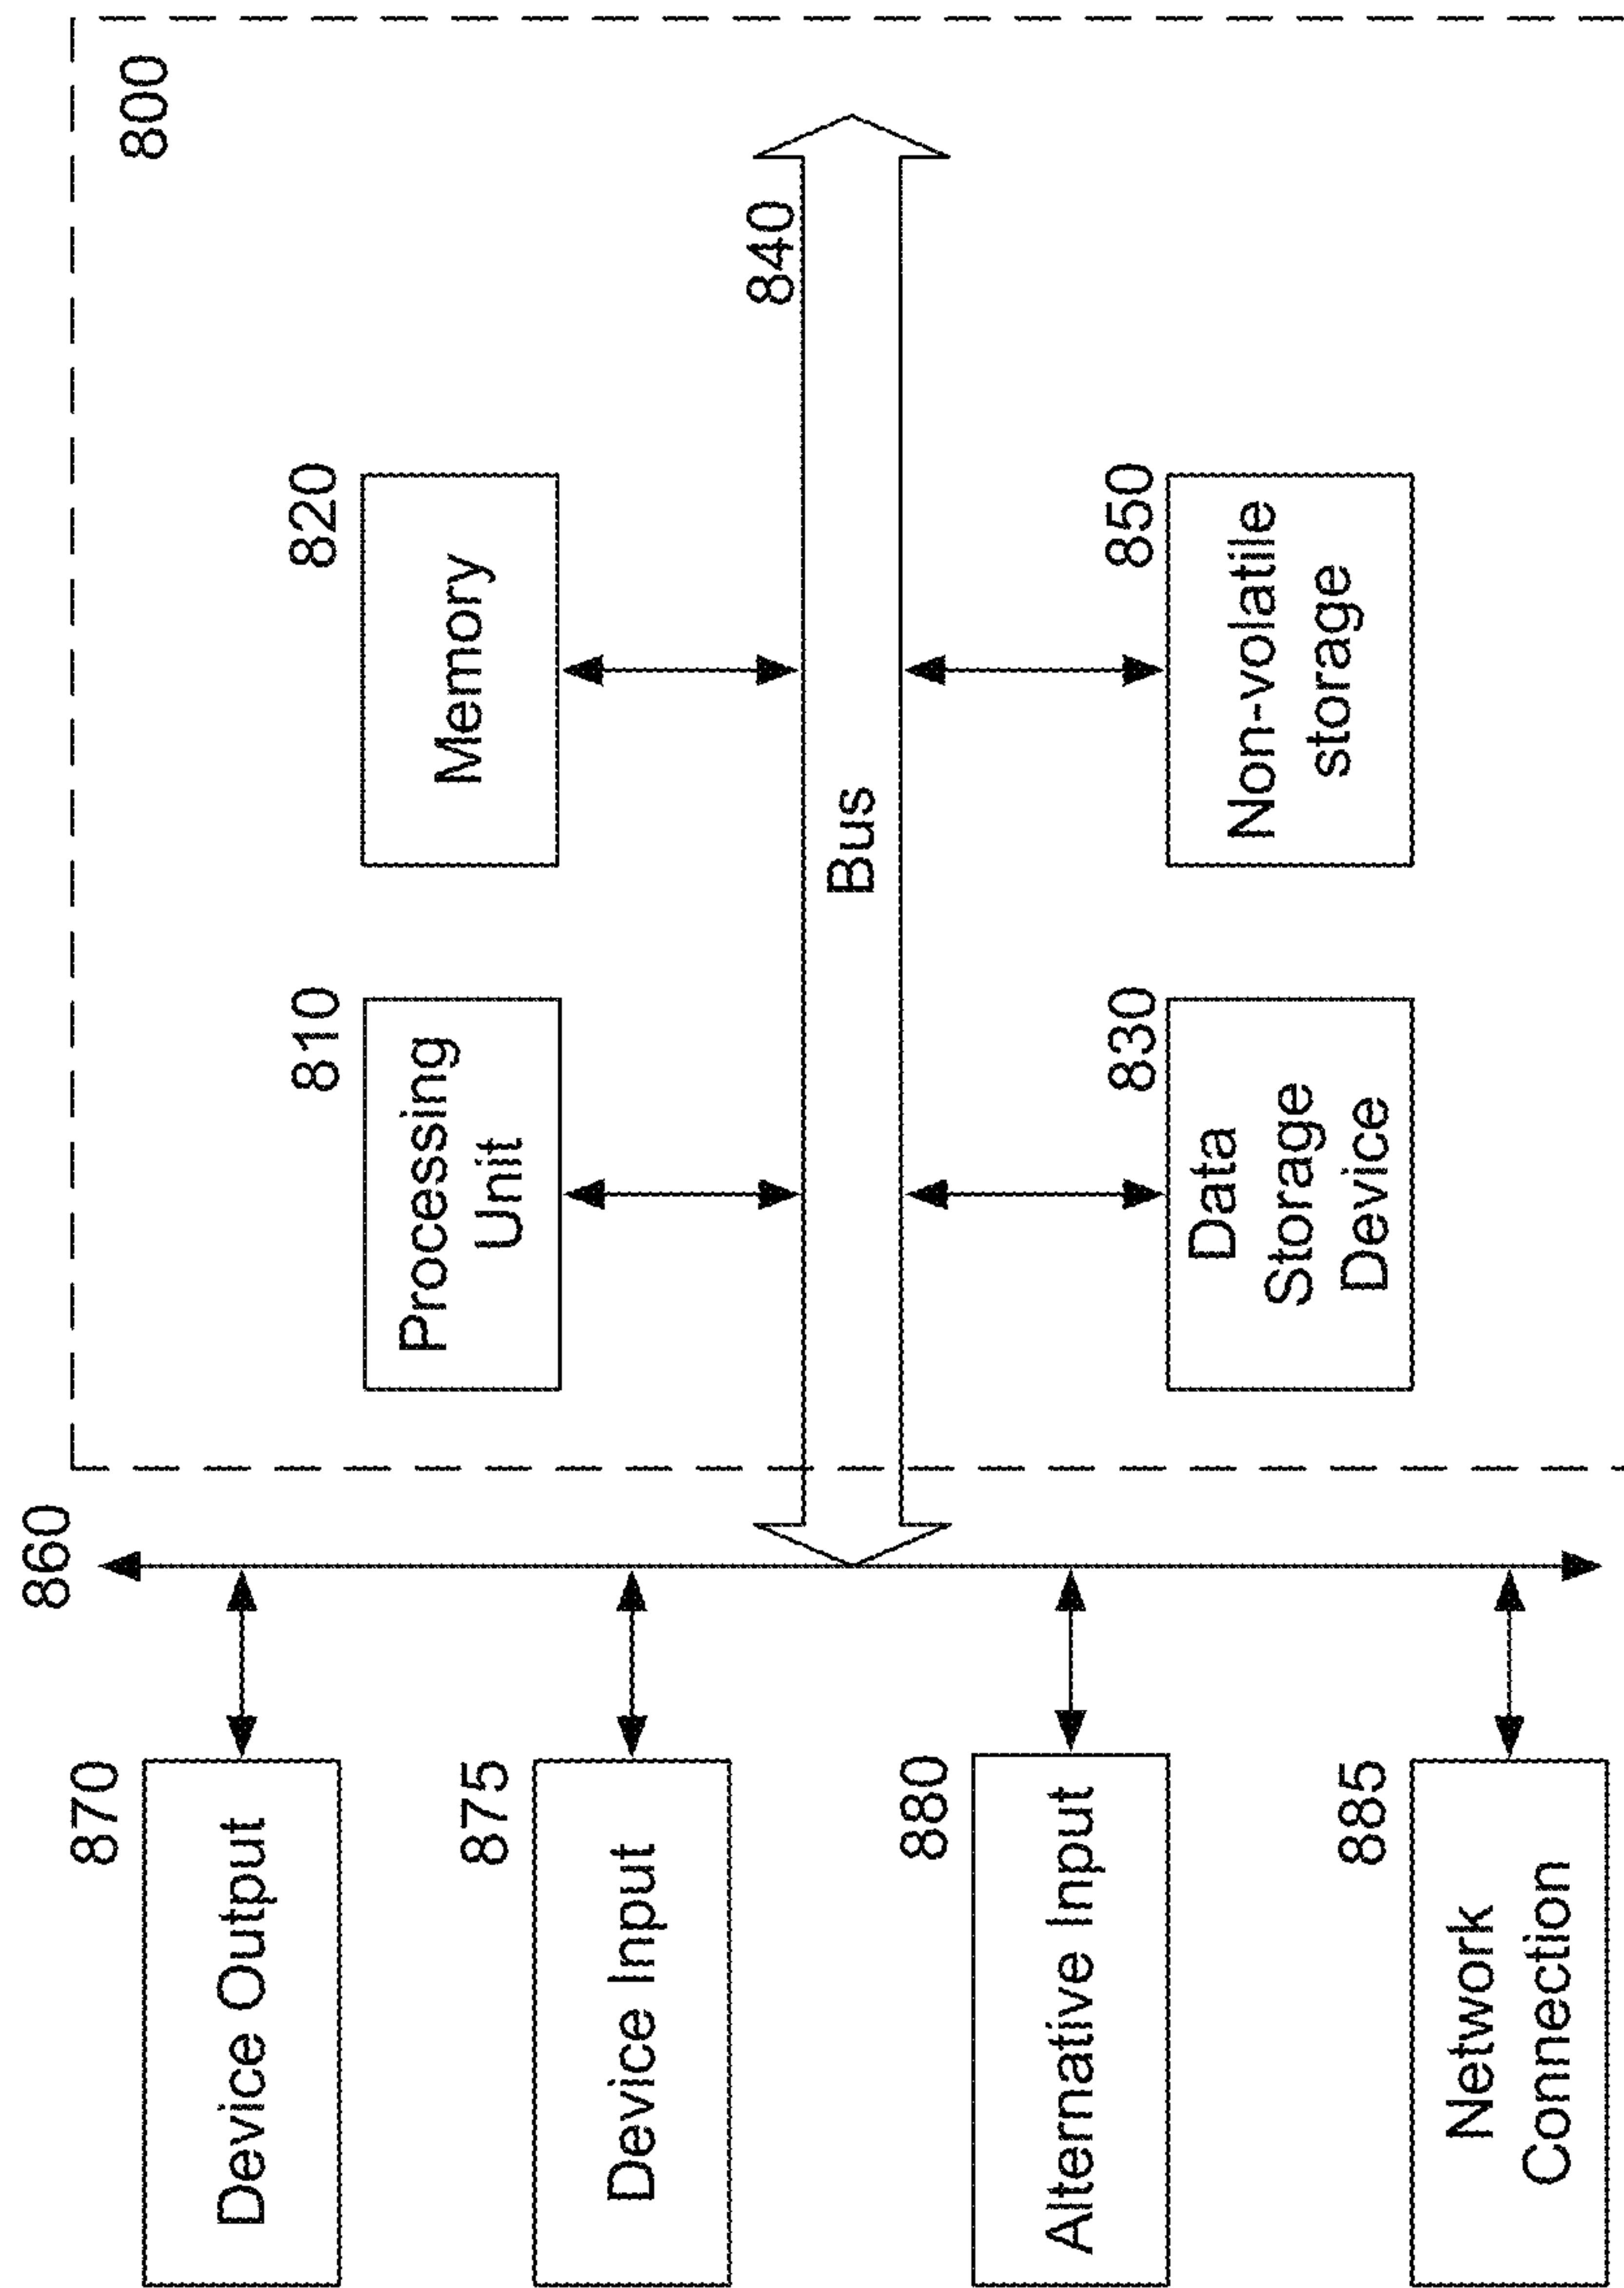 870
Device Output
875
Device Input
880
Alternative Input
885
Network
Connection
860
800
810
Processing
Unit
820
Memory
840
Bus
830
Data
Storage
Device
850
Non-volatile
storage